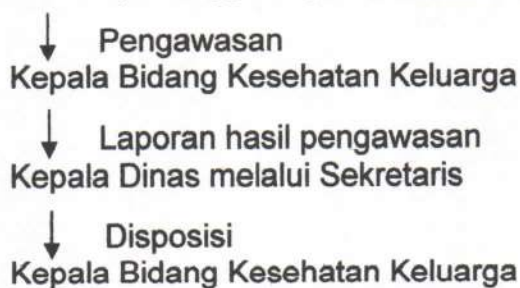 Pengawasan
Kepala Bidang Kesehatan Keluarga
Laporan hasil pengawasan
Kepala Dinas melalui Sekretaris
Disposisi
Kepala Bidang Kesehatan Keluarga